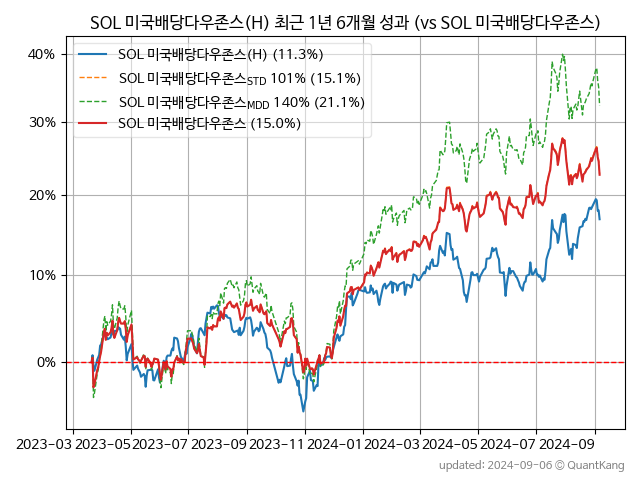 SOL 미국배당다우존스(H) 최근 1년 6개월 성과 (vs SOL 미국배당다우존스)
SOL 미국배당다우존스(H) (11.3%)
SOL 미국배당다우존스STD 101% (15.1%)
SOL 미국배당다우존스MDD 140% (21.1%)
SOL 미국배당다우존스 (15.0%)
40%
30%
20%
10%
0%
2023-03 2023-05 2023-07 2023-09 2023-11 2024-01 2024-03 2024-05 2024-07 2024-09
updated: 2024-09-06 © QuantKang